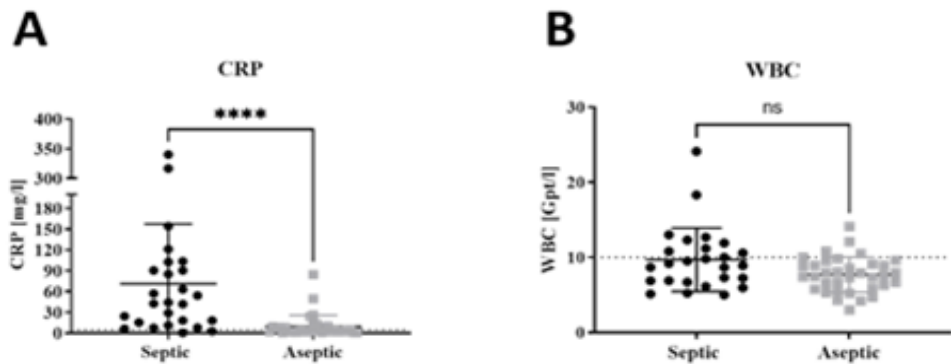 A
B
CRP
WBC
****
ns
CRP [mg/l]
400
350
300
180
150
120
90
60
30
0
Septic
Aseptic
WBC [Gpt/l]
30
20
10
0
Septic
Aseptic